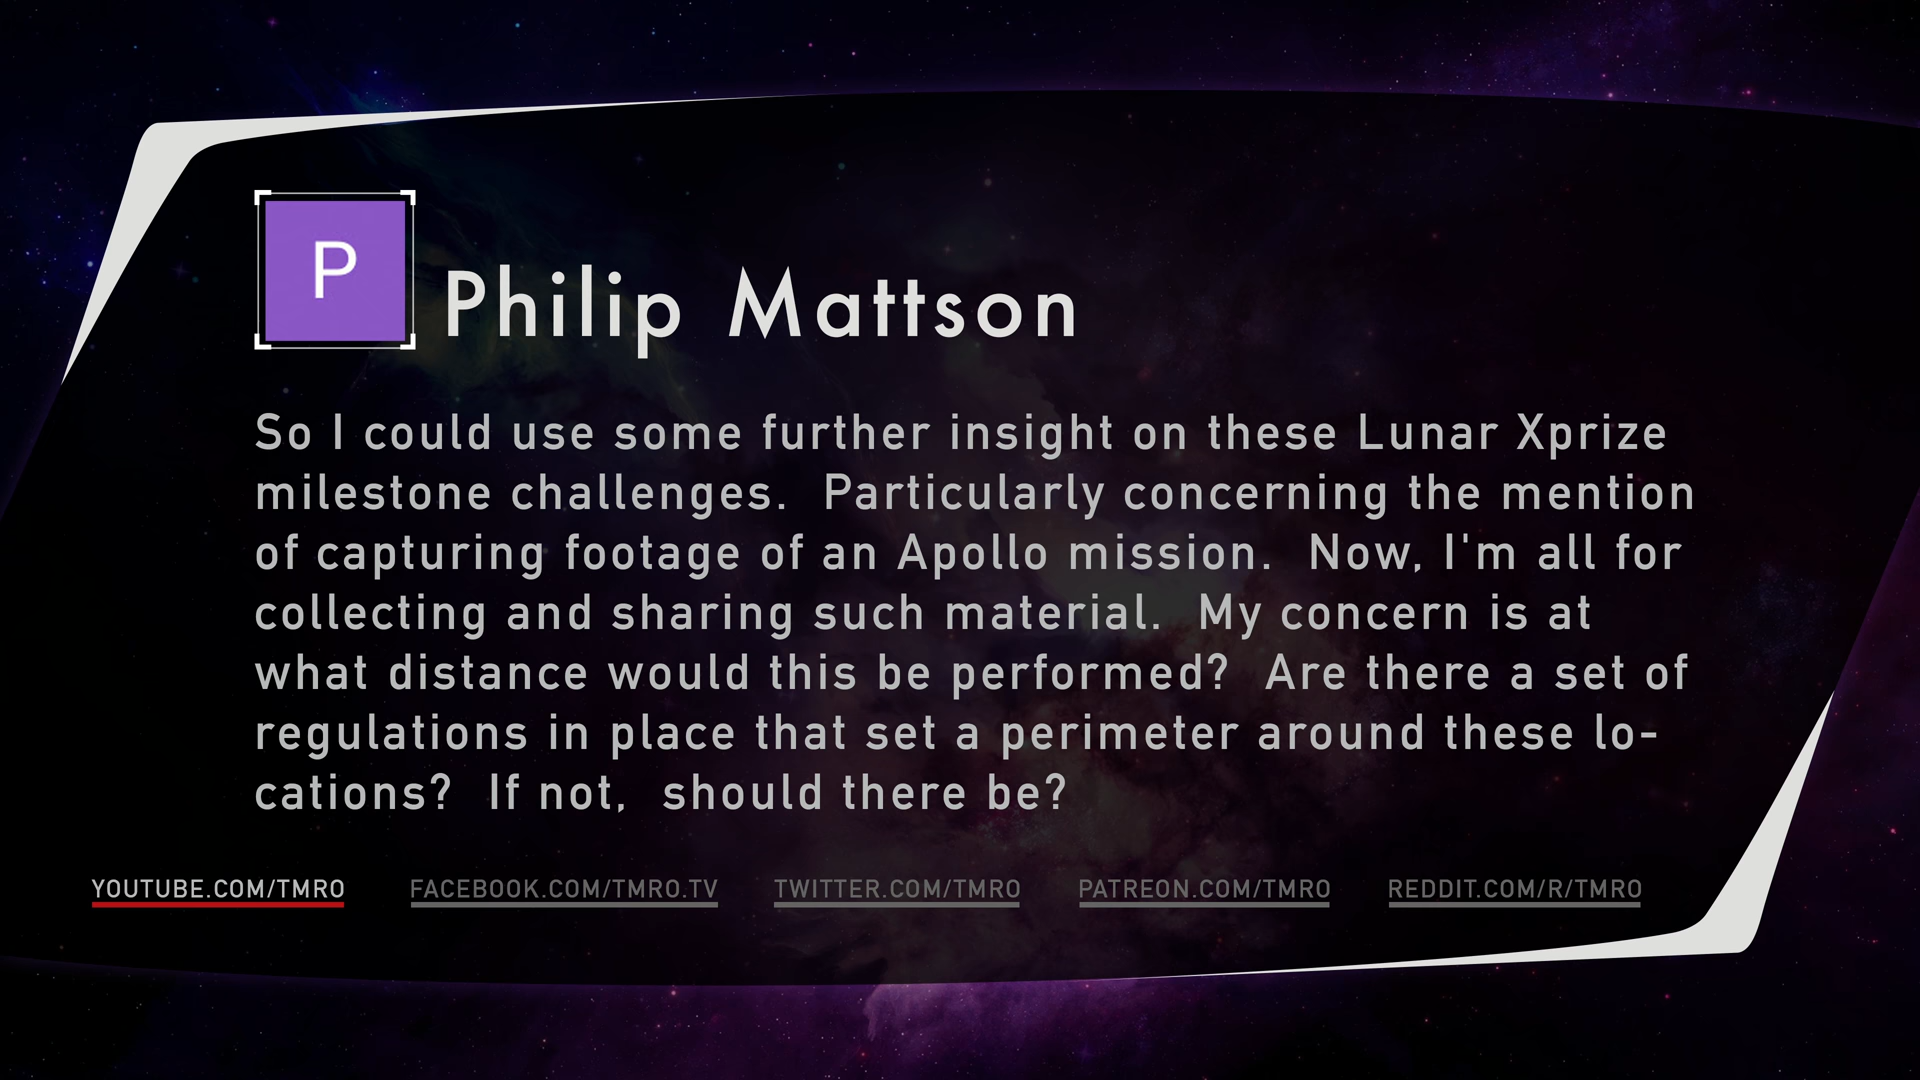 P
Philip Mattson
So I could use some further insight on these Lunar Xprize
milestone challenges.  Particularly concerning the mention
of capturing footage of an Apollo mission.  Now, I'm all for
collecting and sharing such material.  My concern is at
what distance would this be performed?  Are there a set of
regulations in place that set a perimeter around these lo-
cations?  If not,  should there be?
YOUTUBE.COM/TMRO FACEBOOK.COM/TMRO.TV TWITTER.COM/TMRO PATREON.COM/TMRO REDDIT.COM/R/TMRO